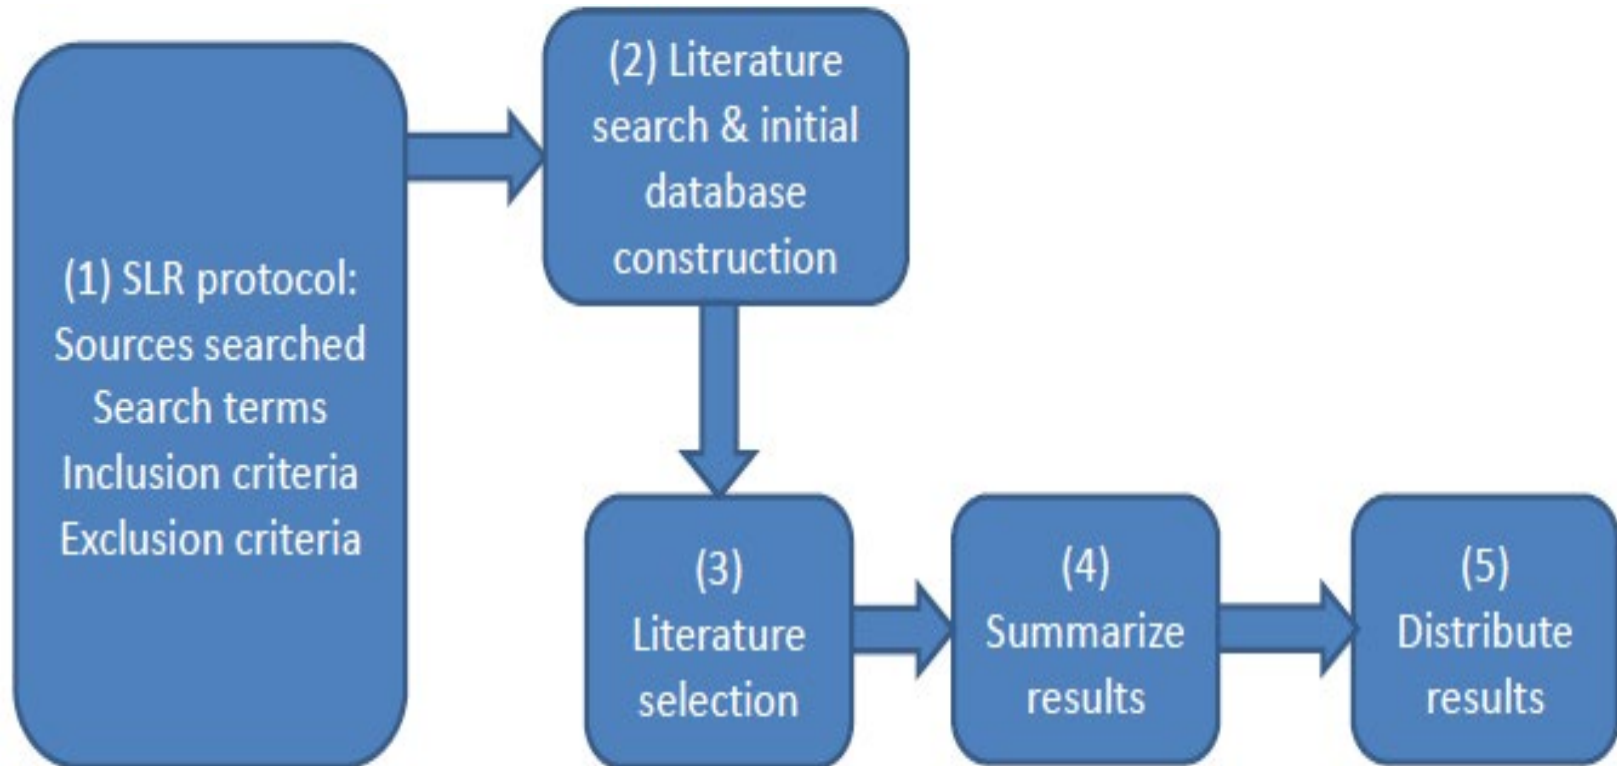 (1) SLR protocol:
Sources searched
Search terms
Inclusion criteria
Exclusion criteria
(2) Literature
search & initial
database
construction
(3)
Literature
selection
(4)
Summarize
results
(5)
Distribute
results